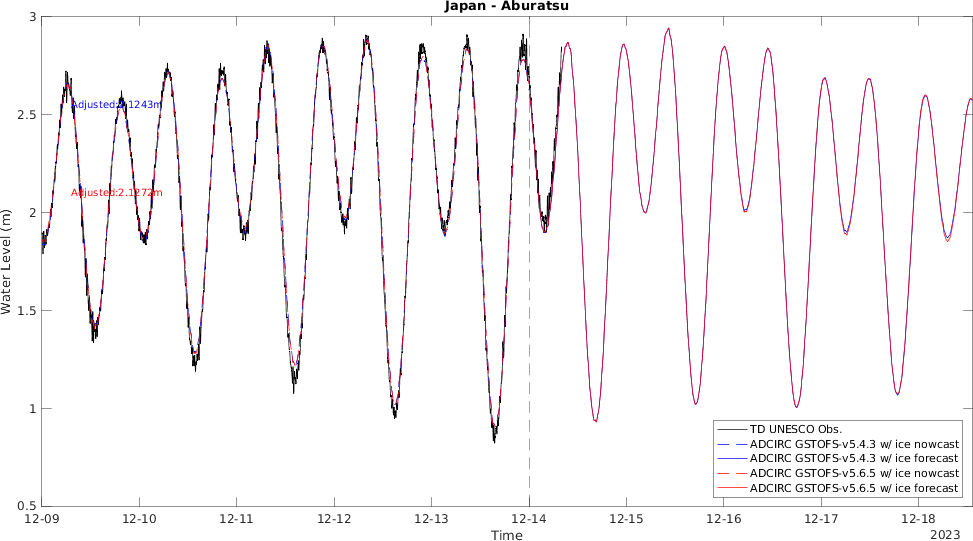 Japan - Aburatsu
3
2.5
2
1.5
1
0.5
Water Level (m)
Adjusted:2.1243m
Adjusted:2.1272m
TD UNESCO Obs.
ADCIRC GSTOFS-v5.4.3 w/ ice nowcast
ADCIRC GSTOFS-v5.4.3 w/ ice forecast
ADCIRC GSTOFS-v5.6.5 w/ ice nowcast
ADCIRC GSTOFS-v5.6.5 w/ ice forecast
12-09 12-10 12-11 12-12 12-13 12-14 12-15 12-16 12-17 12-18
Time
2023